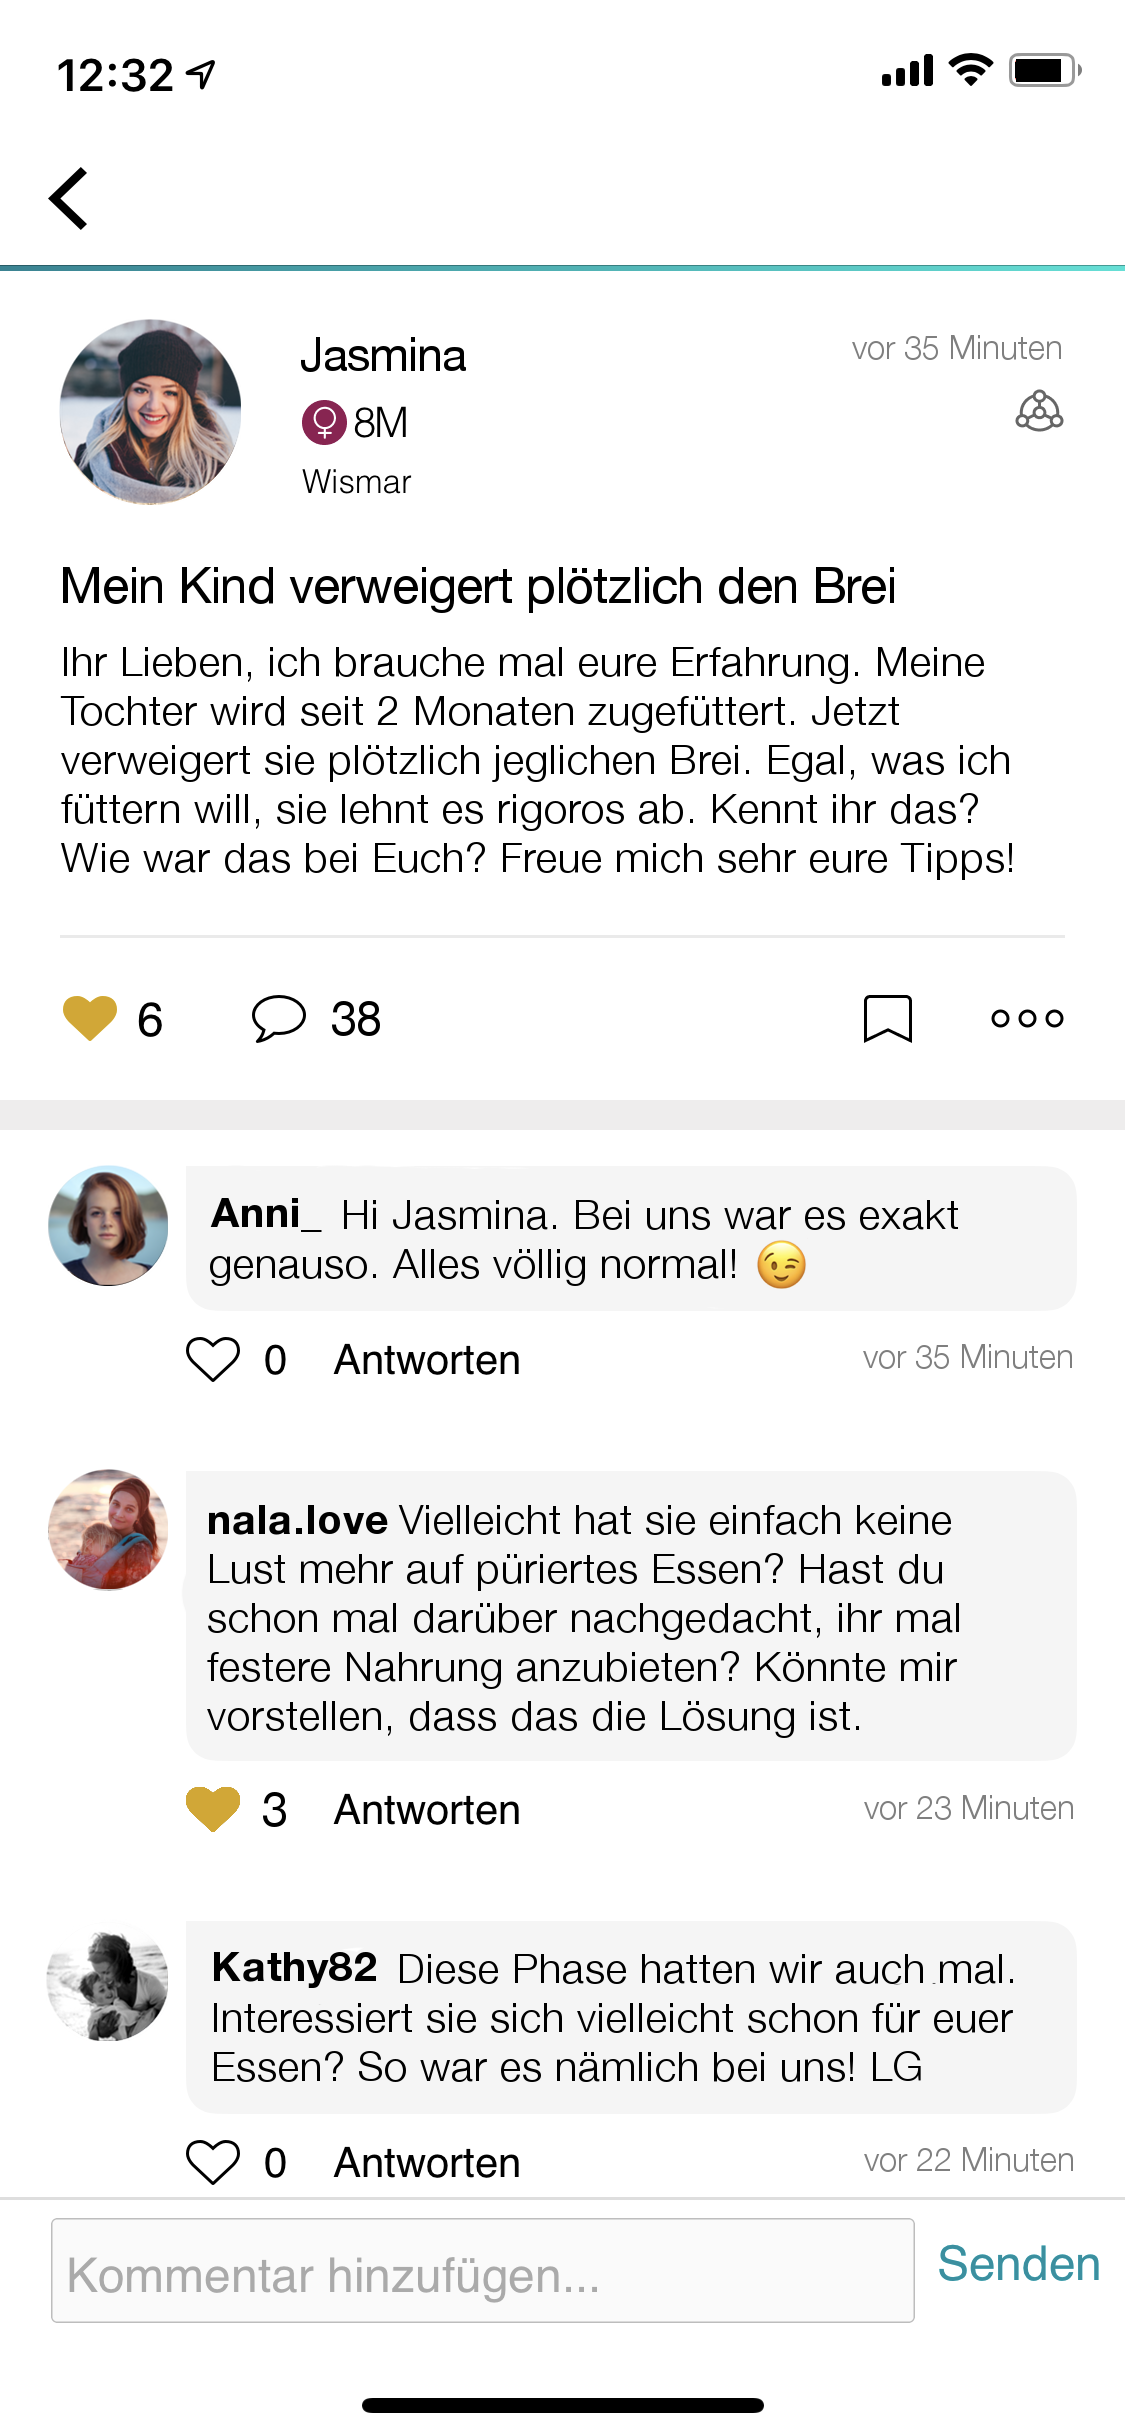 12:32
Jasmina
vor 35 Minuten
8M
Wismar
Mein Kind verweigert plötzlich den Brei
Ihr Lieben, ich brauche mal eure Erfahrung. Meine
Tochter wird seit 2 Monaten zugefüttert. Jetzt
verweigert sie plötzlich jeglichen Brei. Egal, was ich
füttern will, sie lehnt es rigoros ab. Kennt ihr das?
Wie war das bei Euch? Freue mich sehr eure Tipps!
6 38
Anni_ Hi Jasmina. Bei uns war es exakt
genauso. Alles völlig normal! 😉
0 Antworten vor 35 Minuten
nala.love Vielleicht hat sie einfach keine
Lust mehr auf püriertes Essen? Hast du
schon mal darüber nachgedacht, ihr mal
festere Nahrung anzubieten? Könnte mir
vorstellen, dass das die Lösung ist.
3 Antworten vor 23 Minuten
Kathy82 Diese Phase hatten wir auch mal.
Interessiert sie sich vielleicht schon für euer
Essen? So war es nämlich bei uns! LG
0 Antworten vor 22 Minuten
Kommentar hinzufügen... Senden